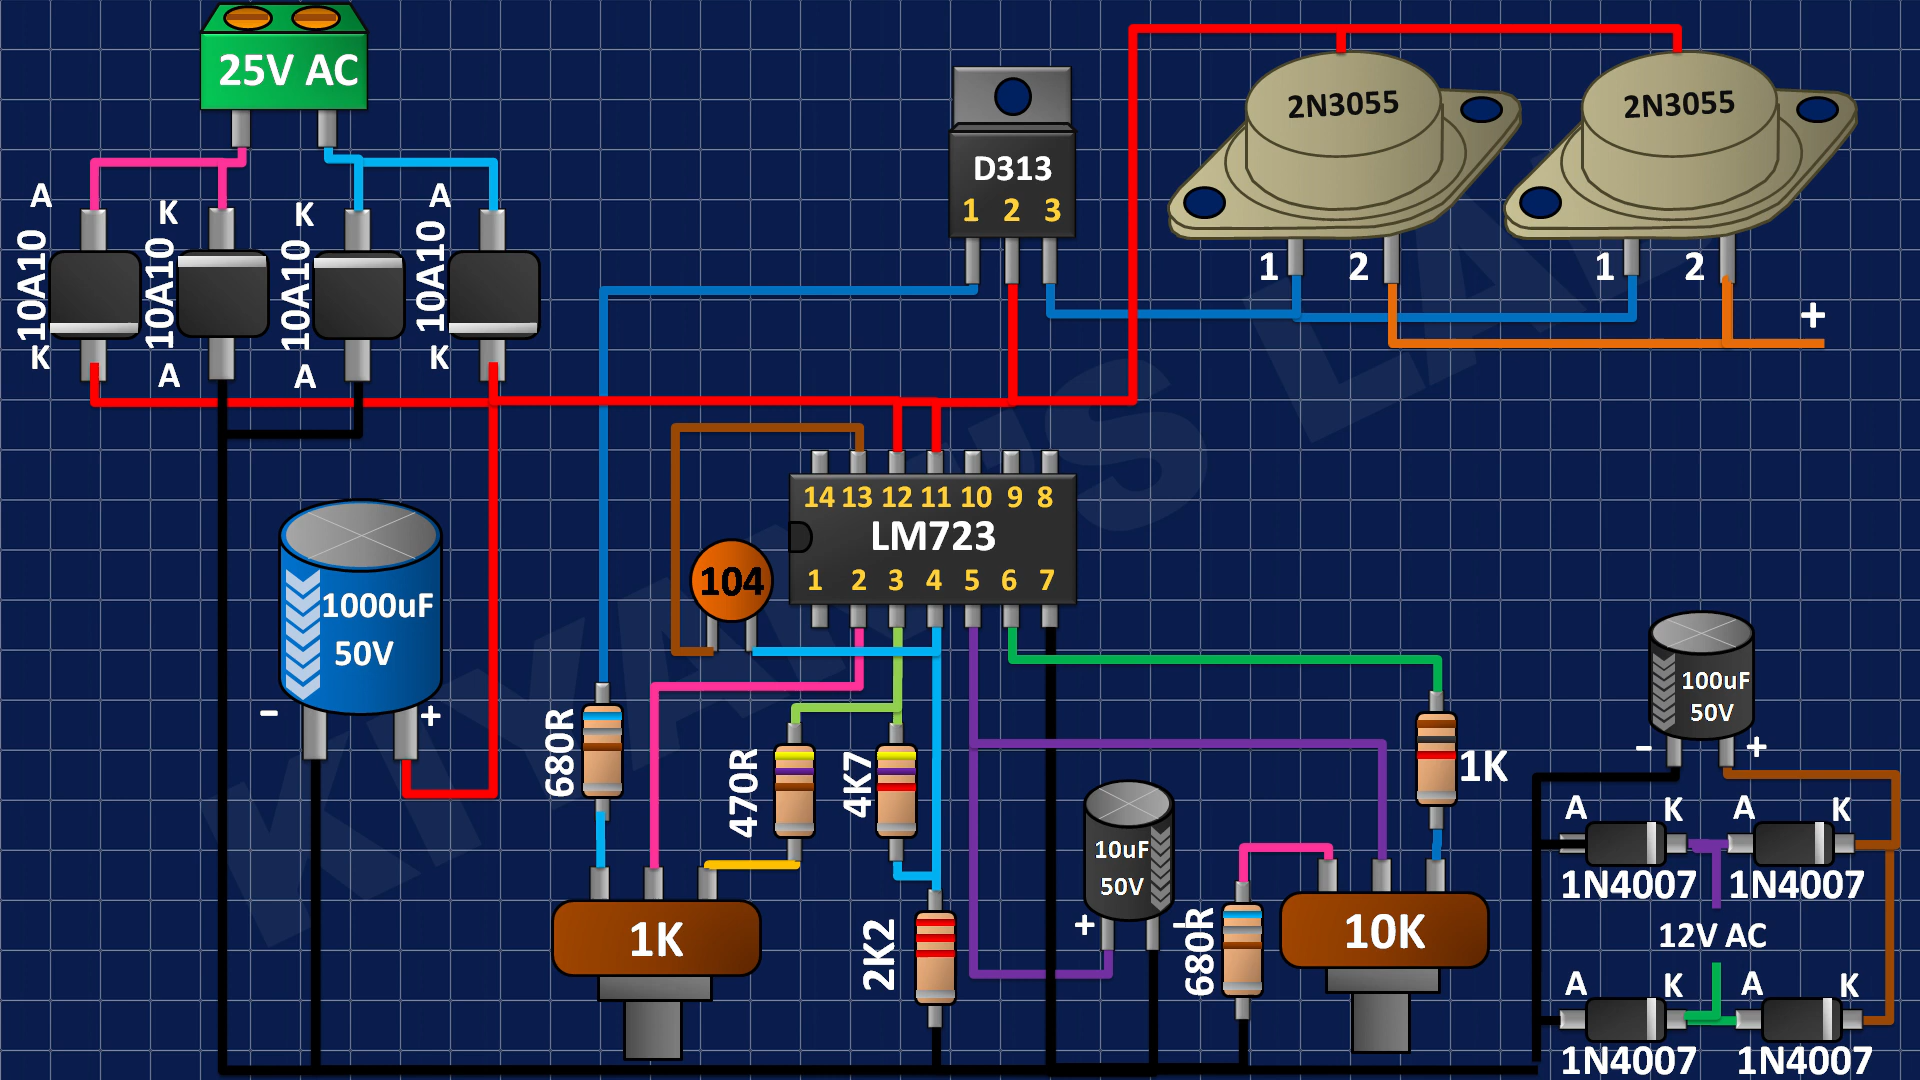 25V AC
D313
1 2 3
2N3055
1 2
2N3055
1 2
+
A
10A10
K
K
10A10
A
K
10A10
A
A
10A10
K
14 13 12 11 10 9 8
LM723
1 2 3 4 5 6 7
104
1000uF
50V
- +
680R
470R
4K7
1K
2K2
10uF
50V
+ -
680R
10K
1K
100uF
50V
- +
A K A K
1N4007 1N4007
12V AC
A K A K
1N4007 1N4007
KIYAN'S LAB